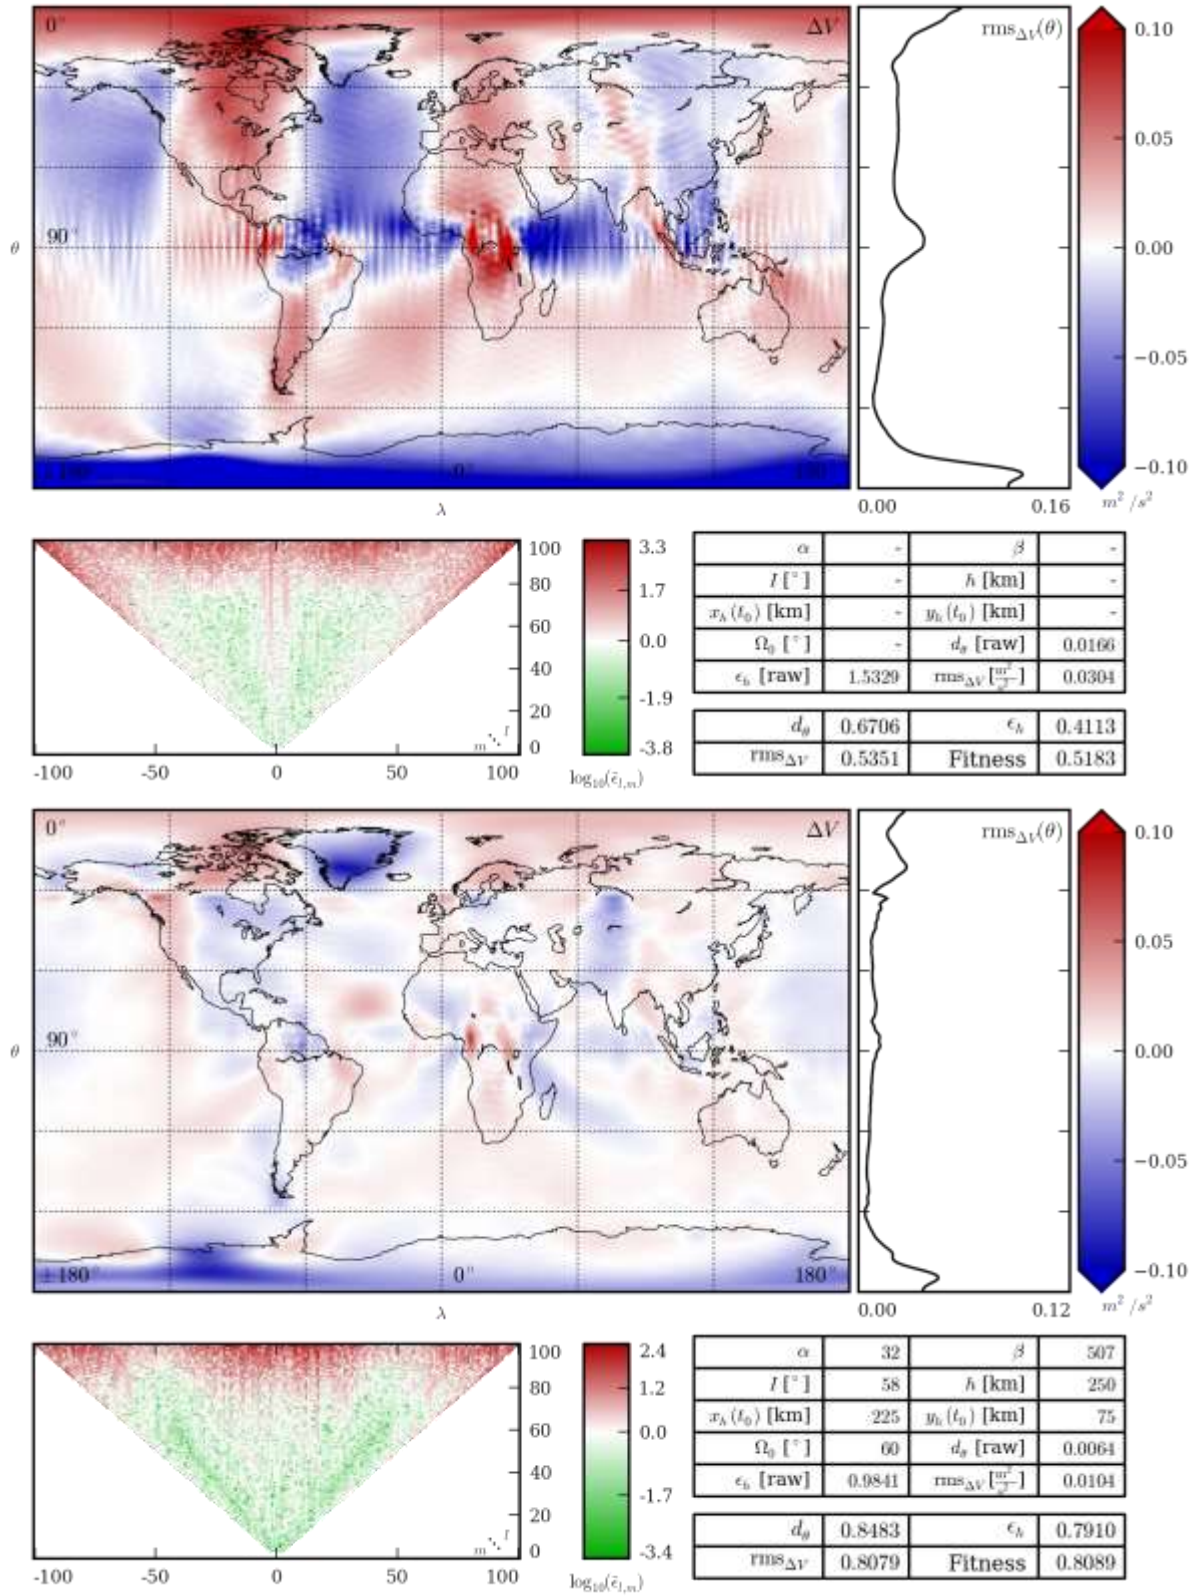 0° ΔV
rms_ΔV(θ)
0.10
0.05
0.00
−0.05
−0.10
m² /s²
θ
90°
0°
λ
0.00 0.16
100
80
60
40
20
0
m l
-100 -50 0 50 100
3.3
1.7
0.0
-1.9
-3.8
log₁₀(ε̃_l,m)
α - β -
I [°] - h [km] -
x_h(t₀) [km] - y_h(t₀) [km] -
Ω₀ [°] - d_θ [raw] 0.0166
ε_h [raw] 1.5329 rms_ΔV [m²/s²] 0.0304
d_θ 0.6706 ε_h 0.4113
rms_ΔV 0.5351 Fitness 0.5183
0° ΔV
rms_ΔV(θ)
0.10
0.05
0.00
−0.05
−0.10
m² /s²
θ
90°
±180° 0° 180°
λ
0.00 0.12
100
80
60
40
20
0
m l
-100 -50 0 50 100
2.4
1.2
0.0
-1.7
-3.4
log₁₀(ε̃_l,m)
α 32 β 507
I [°] 58 h [km] 250
x_h(t₀) [km] 225 y_h(t₀) [km] 75
Ω₀ [°] 60 d_θ [raw] 0.0064
ε_h [raw] 0.9841 rms_ΔV [m²/s²] 0.0104
d_θ 0.8483 ε_h 0.7910
rms_ΔV 0.8079 Fitness 0.8089